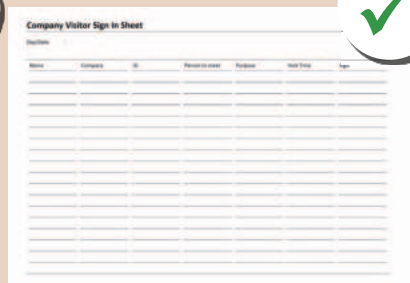 Company Visitor Sign In Sheet
Day/Date :
Name Company ID Person to meet Purpose Visit Time Sign